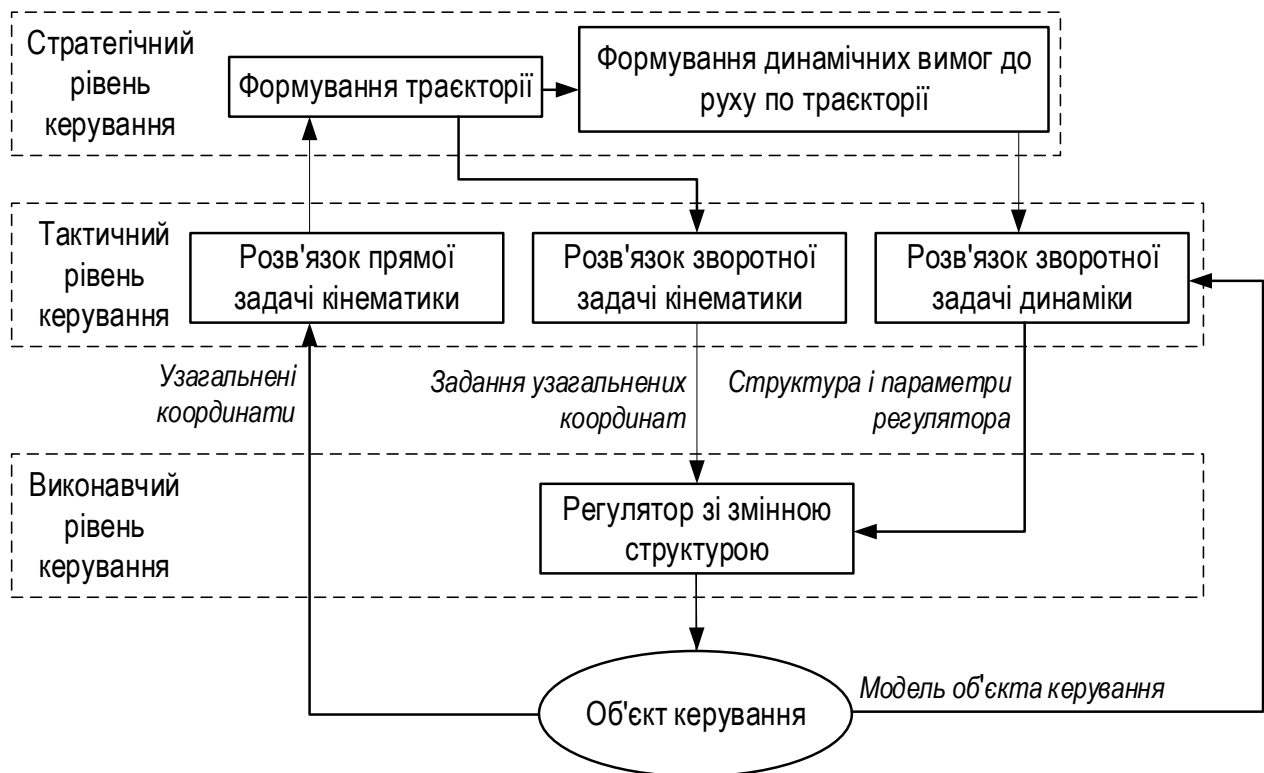 Стратегічний
рівень
керування
Формування траєкторії
Формування динамічних вимог до
руху по траєкторії
Тактичний
рівень
керування
Розв'язок прямої
задачі кінематики
Розв'язок зворотної
задачі кінематики
Розв'язок зворотної
задачі динаміки
Узагальнені
координати
Задання узагальнених
координат
Структура і параметри
регулятора
Виконавчий
рівень
керування
Регулятор зі змінною
структурою
Об'єкт керування
Модель об'єкта керування